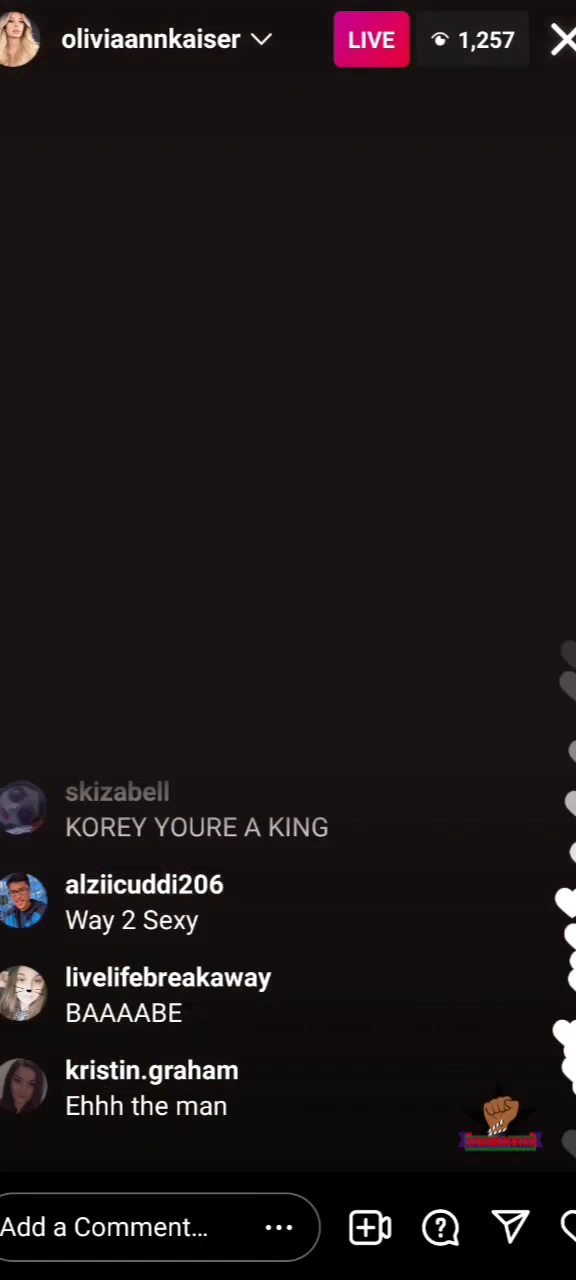 oliviaannkaiser
LIVE
1,257
skizabell
KOREY YOURE A KING
alziicuddi206
Way 2 Sexy
livelifebreakaway
BAAAABE
kristin.graham
Ehhh the man
Add a Comment...